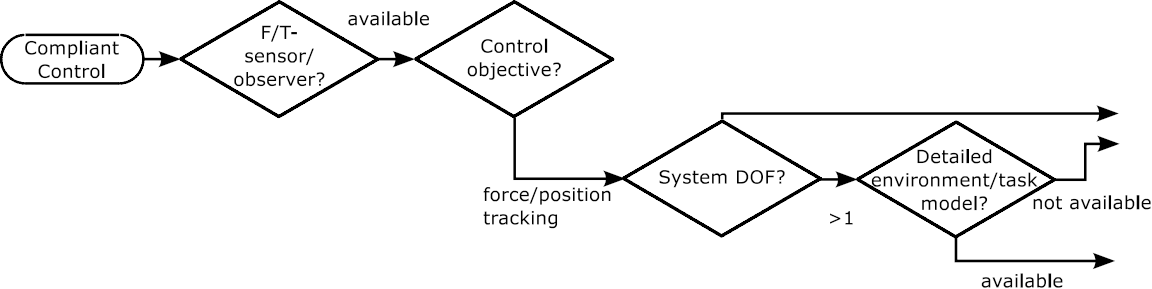 Compliant
Control
F/T-
sensor/
observer?
available
Control
objective?
force/position
tracking
System DOF?
>1
Detailed
environment/task
model?
not available
available